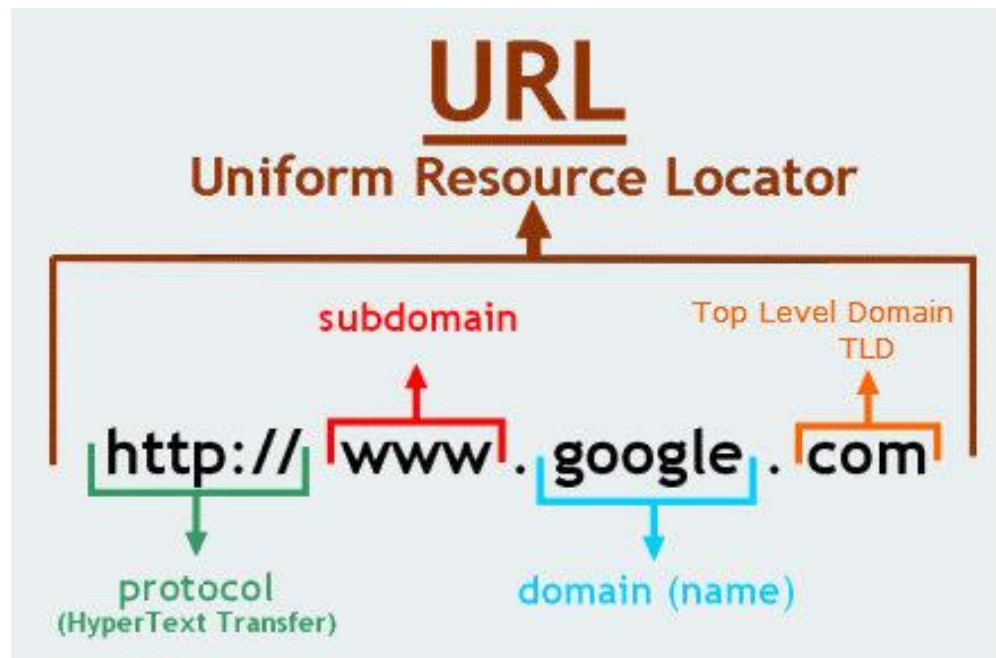 URL
Uniform Resource Locator
subdomain
Top Level Domain
TLD
http:// www . google . com
protocol
(HyperText Transfer)
domain (name)